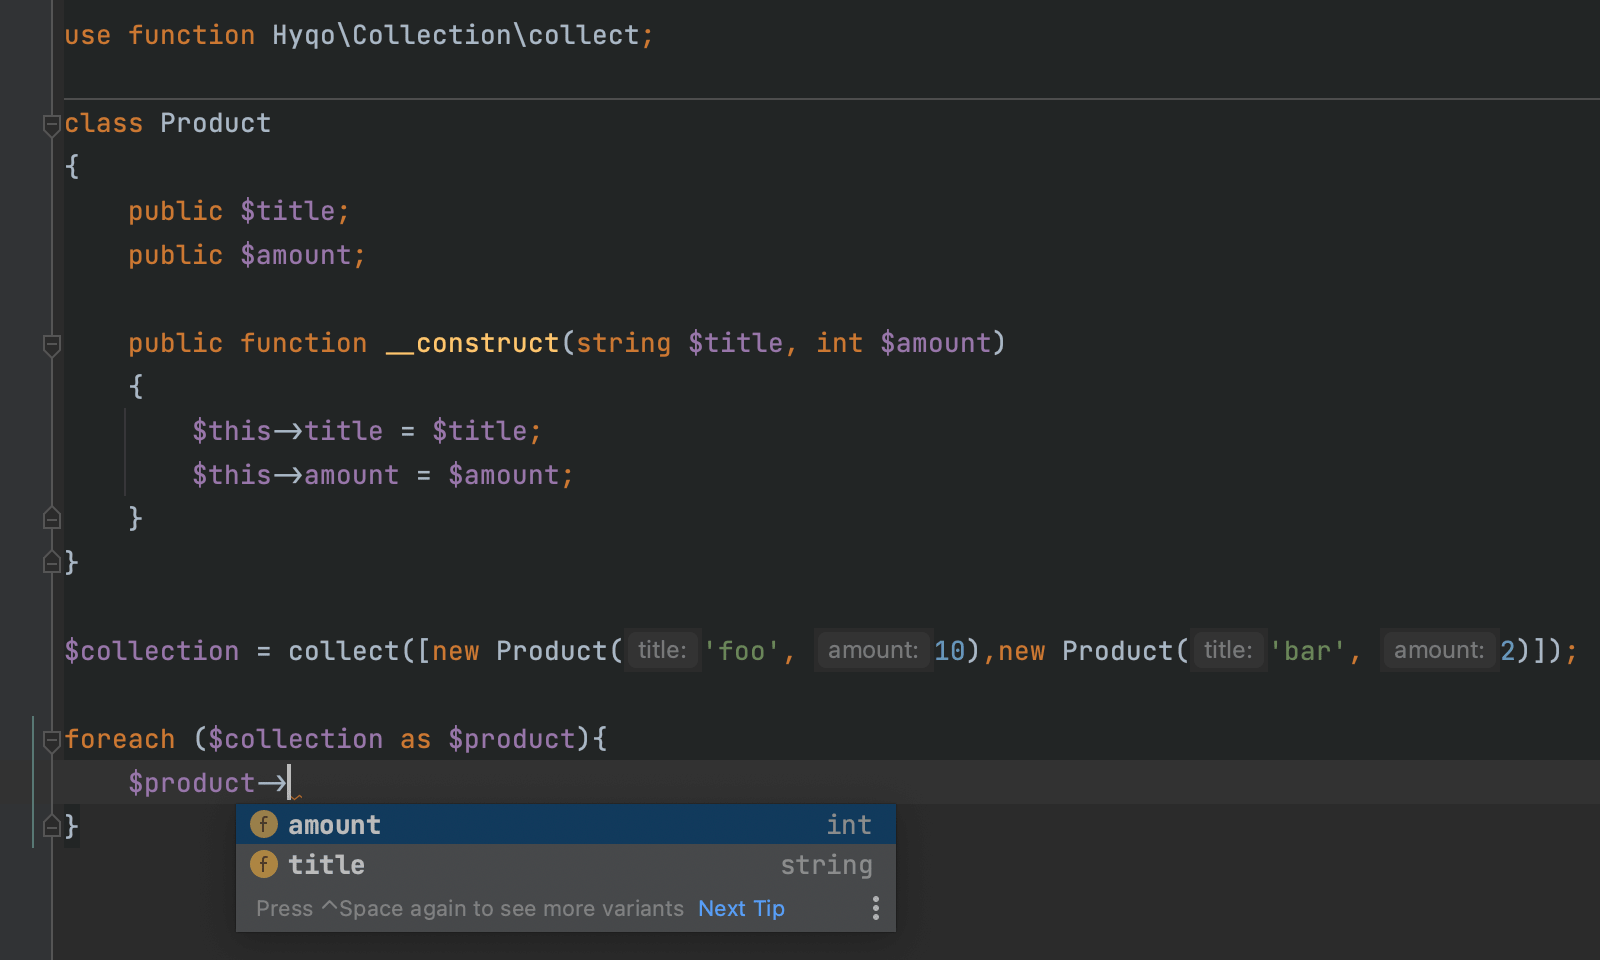 use function Hyqo\Collection\collect;
class Product
{
    public $title;
    public $amount;
    public function __construct(string $title, int $amount)
    {
        $this->title = $title;
        $this->amount = $amount;
    }
}
$collection = collect([new Product( title: 'foo', amount: 10),new Product( title: 'bar', amount: 2)]);
foreach ($collection as $product){
    $product->
}
f amount int
f title string
Press ^Space again to see more variants Next Tip